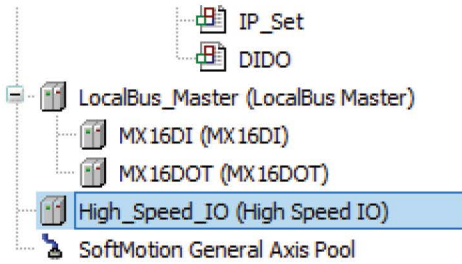 IP_Set
DIDO
LocalBus_Master (LocalBus Master)
MX16DI (MX16DI)
MX16DOT (MX16DOT)
High_Speed_IO (High Speed IO)
SoftMotion General Axis Pool